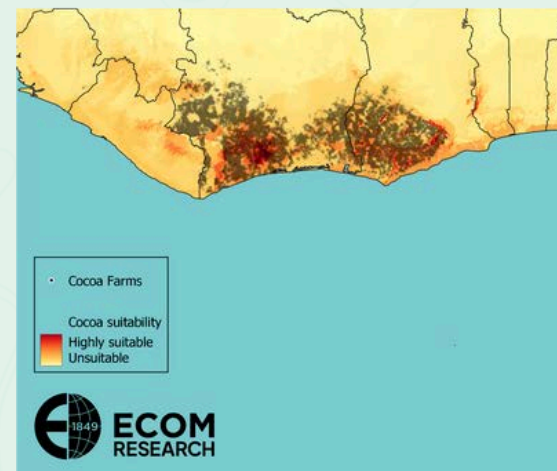 Cocoa Farms
Cocoa suitability
Highly suitable
Unsuitable
1849
ECOM
RESEARCH